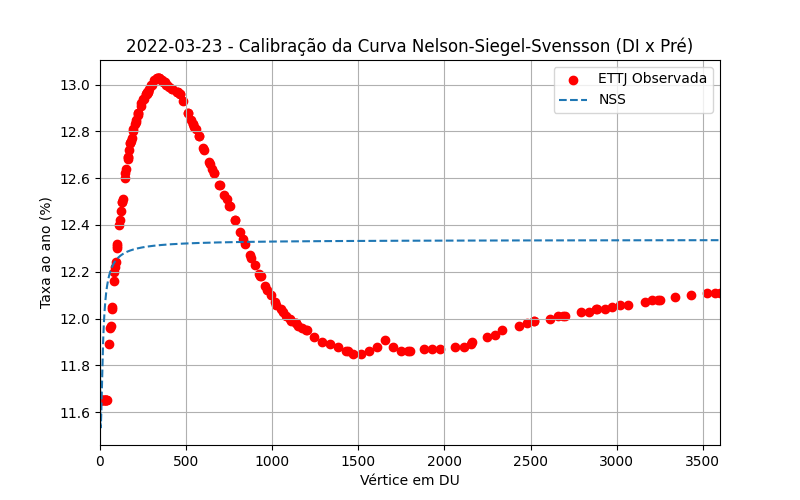 2022-03-23 - Calibração da Curva Nelson-Siegel-Svensson (DI x Pré)
ETTJ Observada
NSS
Taxa ao ano (%)
13.0
12.8
12.6
12.4
12.2
12.0
11.8
11.6
0 500 1000 1500 2000 2500 3000 3500
Vértice em DU